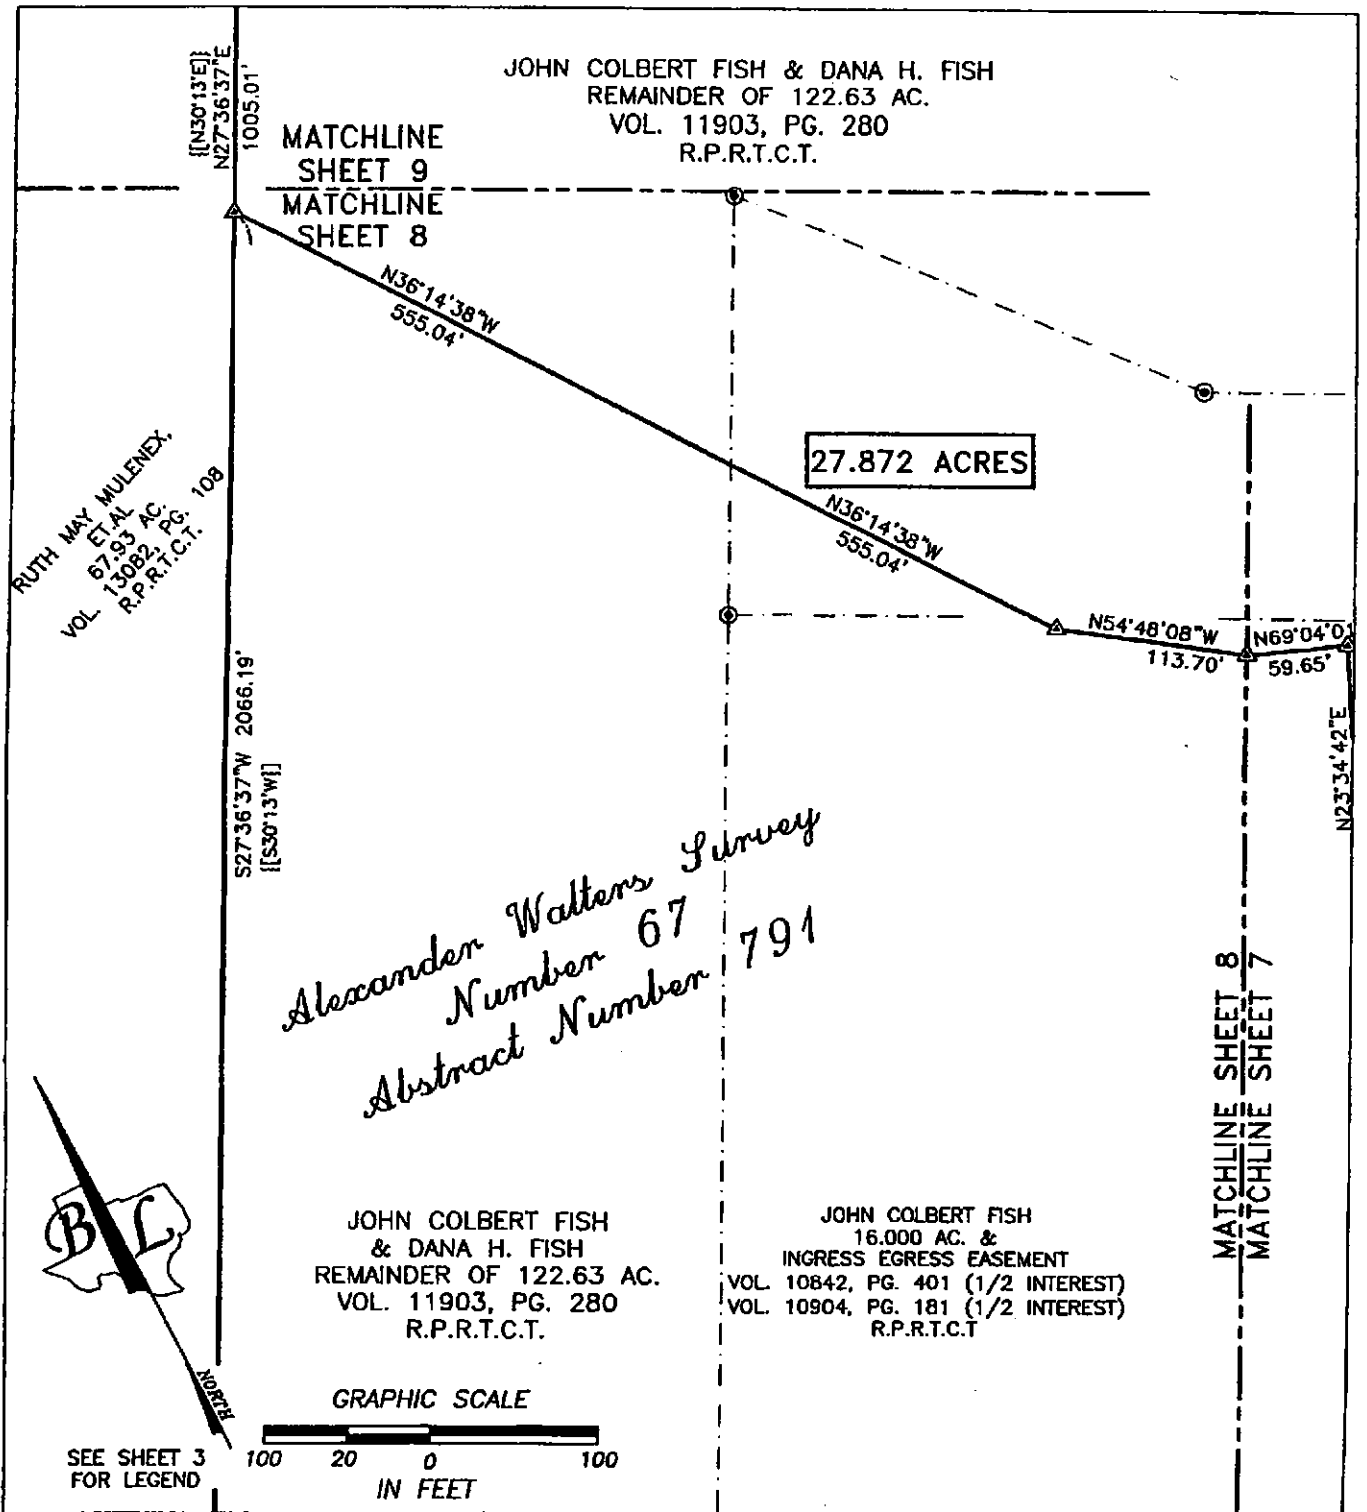 {[N30°13'E]}
N27°36'37"E
1005.01'
JOHN COLBERT FISH & DANA H. FISH
REMAINDER OF 122.63 AC.
VOL. 11903, PG. 280
R.P.R.T.C.T.
MATCHLINE
SHEET 9
MATCHLINE
SHEET 8
N36°14'38"W
555.04'
27.872 ACRES
N36°14'38"W
555.04'
N54°48'08"W
113.70'
N69°04'0
59.65'
N23°34'42"E
RUTH MAY MULENEX,
ET.AL
67.93 AC.
VOL. 13082, PG. 108
R.P.R.T.C.T.
S27°36'37"W 2066.19'
{[S30°13'W]}
Alexander Walters Survey
Number 67
Abstract Number 791
MATCHLINE SHEET 8
MATCHLINE SHEET 7
B L
NORTH
JOHN COLBERT FISH
& DANA H. FISH
REMAINDER OF 122.63 AC.
VOL. 11903, PG. 280
R.P.R.T.C.T.
JOHN COLBERT FISH
16.000 AC. &
INGRESS EGRESS EASEMENT
VOL. 10842, PG. 401 (1/2 INTEREST)
VOL. 10904, PG. 181 (1/2 INTEREST)
R.P.R.T.C.T
GRAPHIC SCALE
100 20 0 100
IN FEET
SEE SHEET 3
FOR LEGEND